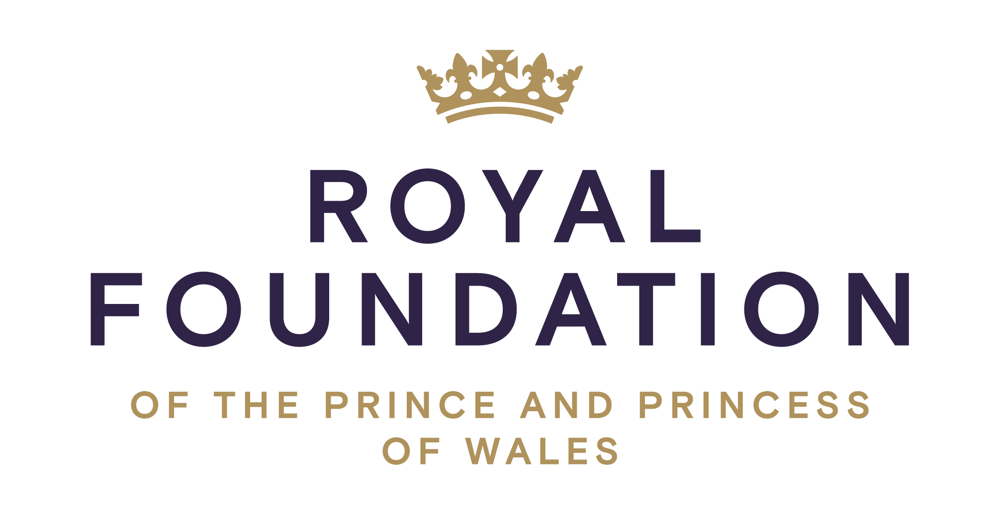 ROYAL
FOUNDATION
OF THE PRINCE AND PRINCESS
OF WALES